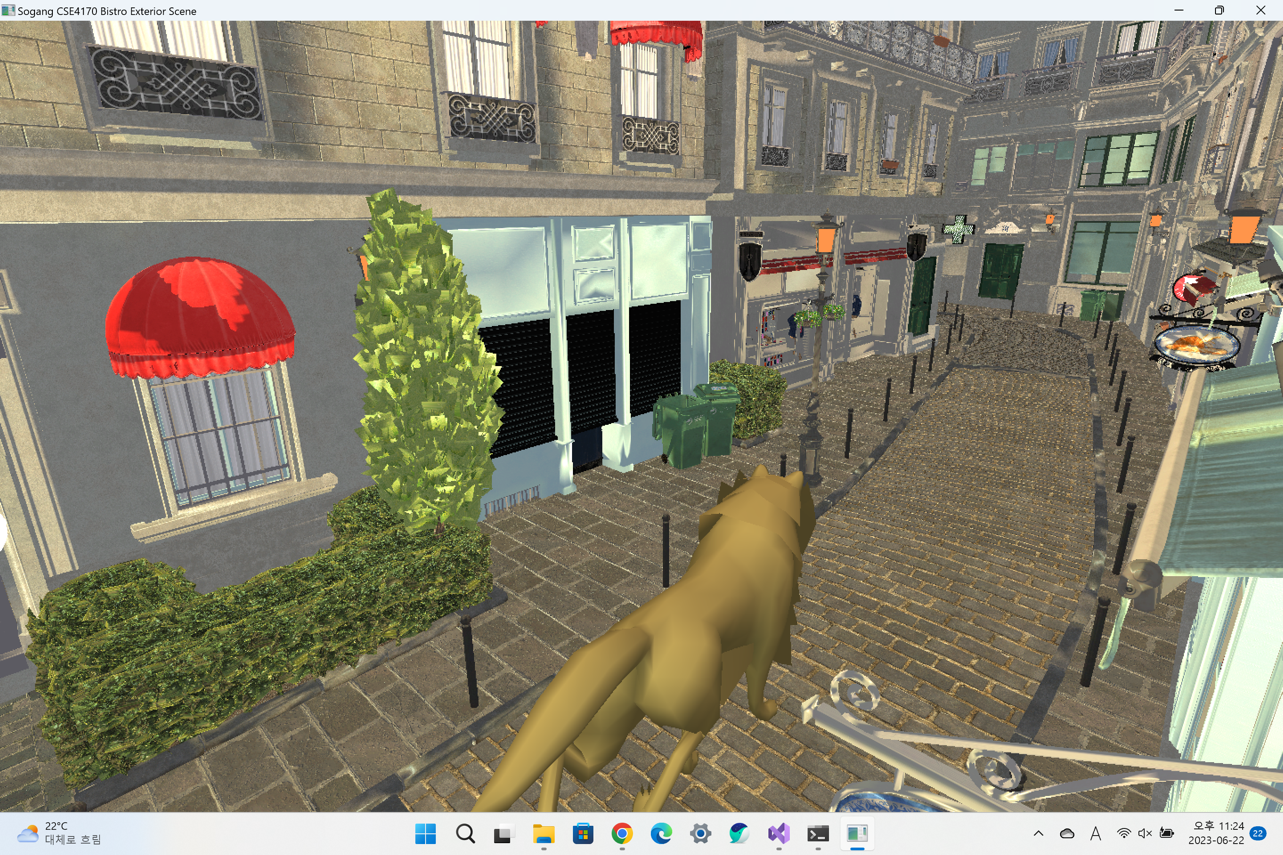 Sogang CSE4170 Bistro Exterior Scene
22°C
대체로 흐림
A
오후 11:24
2023-06-22
22